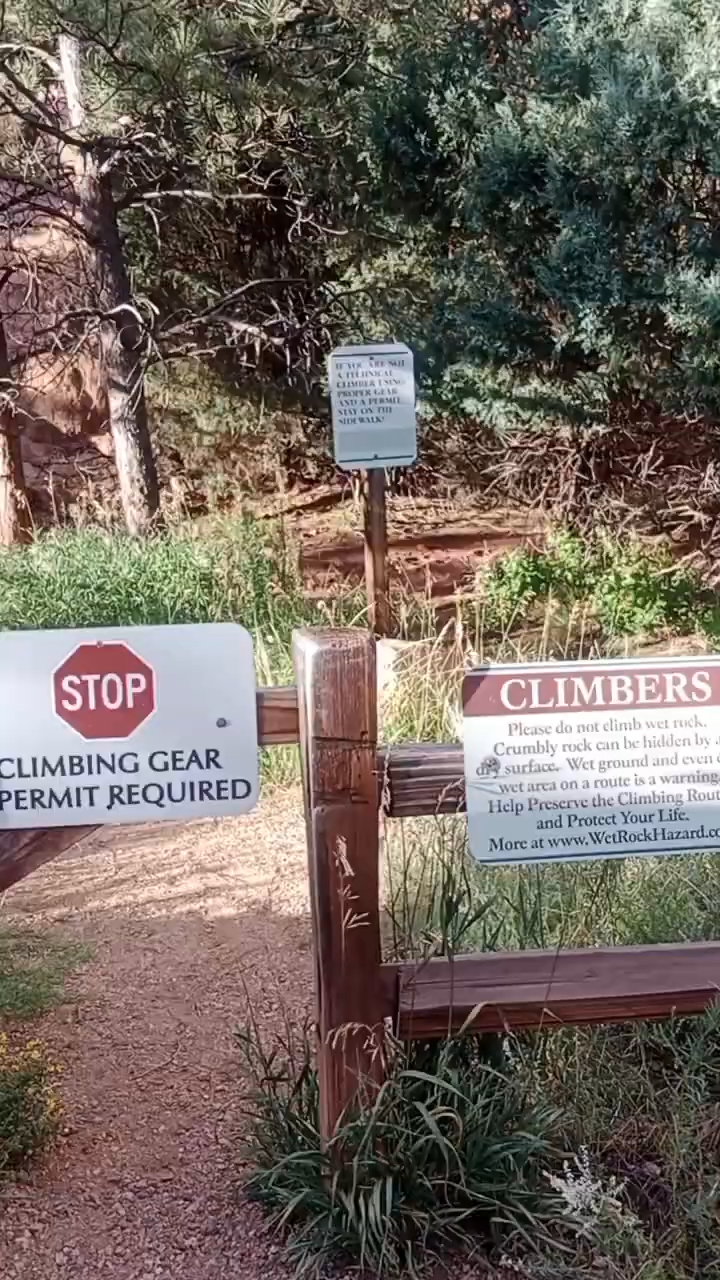 IF YOU ARE NOT
A TECHNICAL
CLIMBER USING
PROPER GEAR
AND A PERMIT
STAY ON THE
SIDEWALK!
STOP
CLIMBING GEAR
PERMIT REQUIRED
CLIMBERS
Please do not climb wet rock.
Crumbly rock can be hidden by
dry surface. Wet ground and even
wet area on a route is a warning
Help Preserve the Climbing Rout
and Protect Your Life.
More at www.WetRockHazard.co